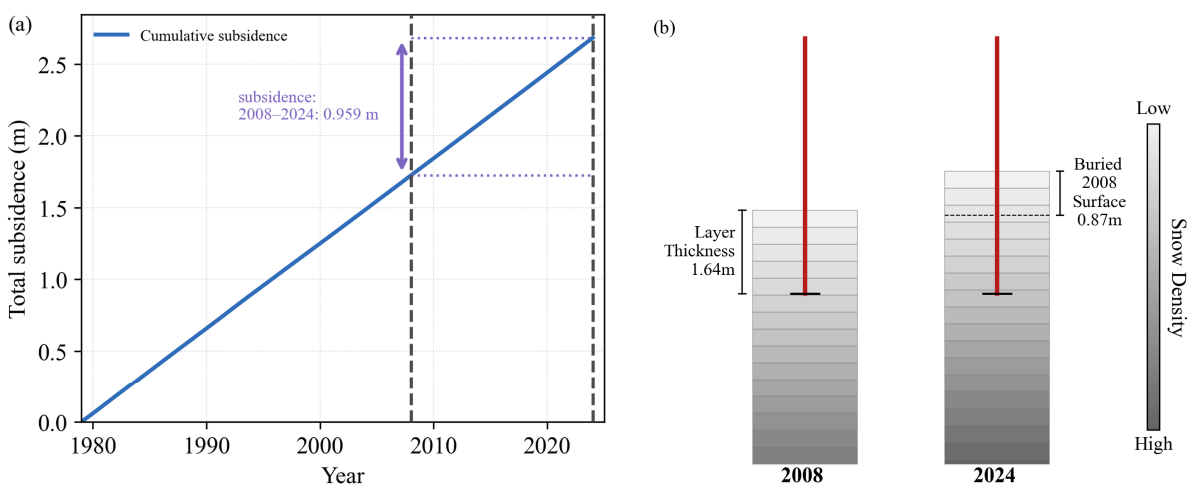 (a)
Cumulative subsidence
subsidence:
2008–2024: 0.959 m
Total subsidence (m)
2.5
2.0
1.5
1.0
0.5
0.0
1980
1990
2000
2010
2020
Year
(b)
Layer
Thickness
1.64m
Buried
2008
Surface
0.87m
2008
2024
Low
Snow Density
High